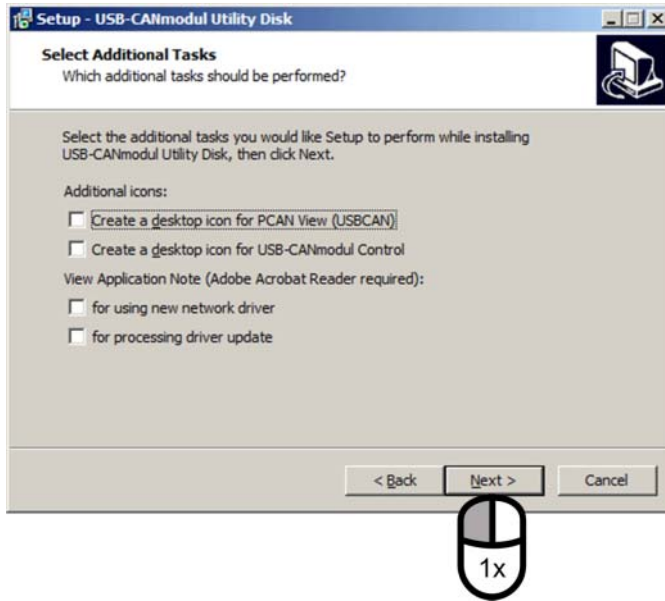 Setup - USB-CANmodul Utility Disk
Select Additional Tasks
Which additional tasks should be performed?
Select the additional tasks you would like Setup to perform while installing
USB-CANmodul Utility Disk, then click Next.
Additional icons:
Create a desktop icon for PCAN View (USBCAN)
Create a desktop icon for USB-CANmodul Control
View Application Note (Adobe Acrobat Reader required):
for using new network driver
for processing driver update
< Back Next > Cancel
1x